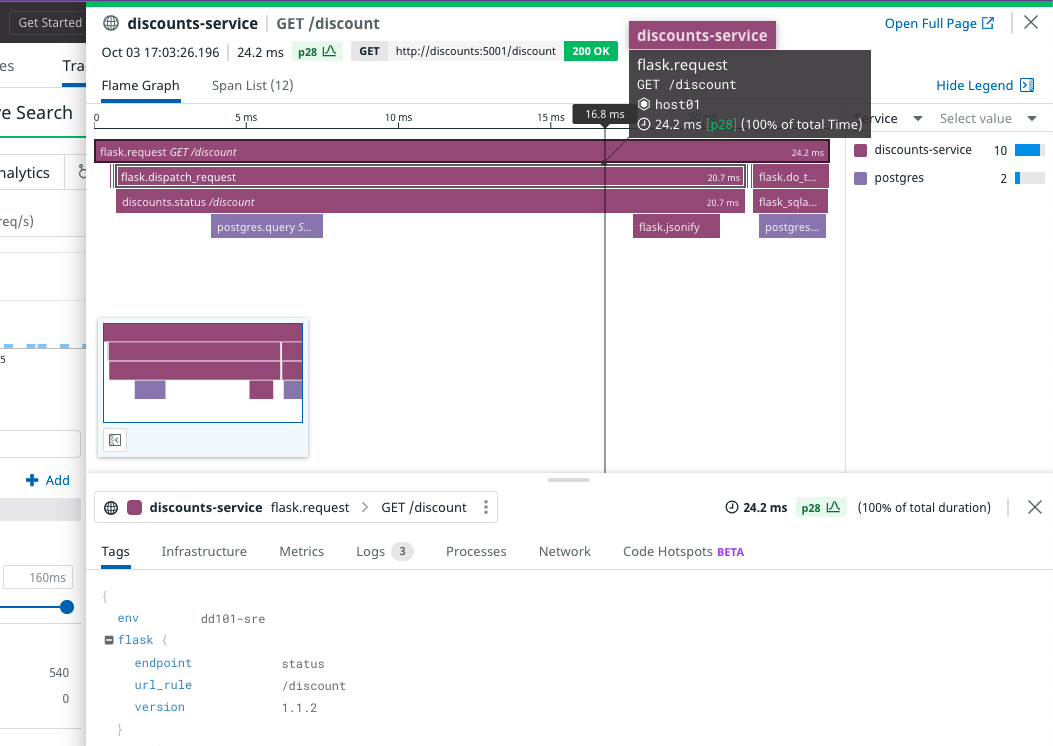 Get Started
es
Tra
e Search
nalytics
req/s)
5
Add
160ms
540
0
discounts-service | GET /discount
Open Full Page
Oct 03 17:03:26.196 | 24.2 ms p28 GET http://discounts:5001/discount 200 OK
Flame Graph Span List (12)
Hide Legend
discounts-service
flask.request
GET /discount
host01
24.2 ms [p28] (100% of total Time)
0 5 ms 10 ms 15 ms 16.8 ms
rvice Select value
discounts-service 10
postgres 2
flask.request GET /discount 24.2 ms
flask.dispatch_request 20.7 ms flask.do_t...
discounts.status /discount 20.7 ms flask_sqla...
postgres.query S... flask.jsonify postgres...
discounts-service flask.request > GET /discount
24.2 ms p28 (100% of total duration)
Tags Infrastructure Metrics Logs 3 Processes Network Code Hotspots BETA
{
env dd101-sre
flask {
endpoint status
url_rule /discount
version 1.1.2
}